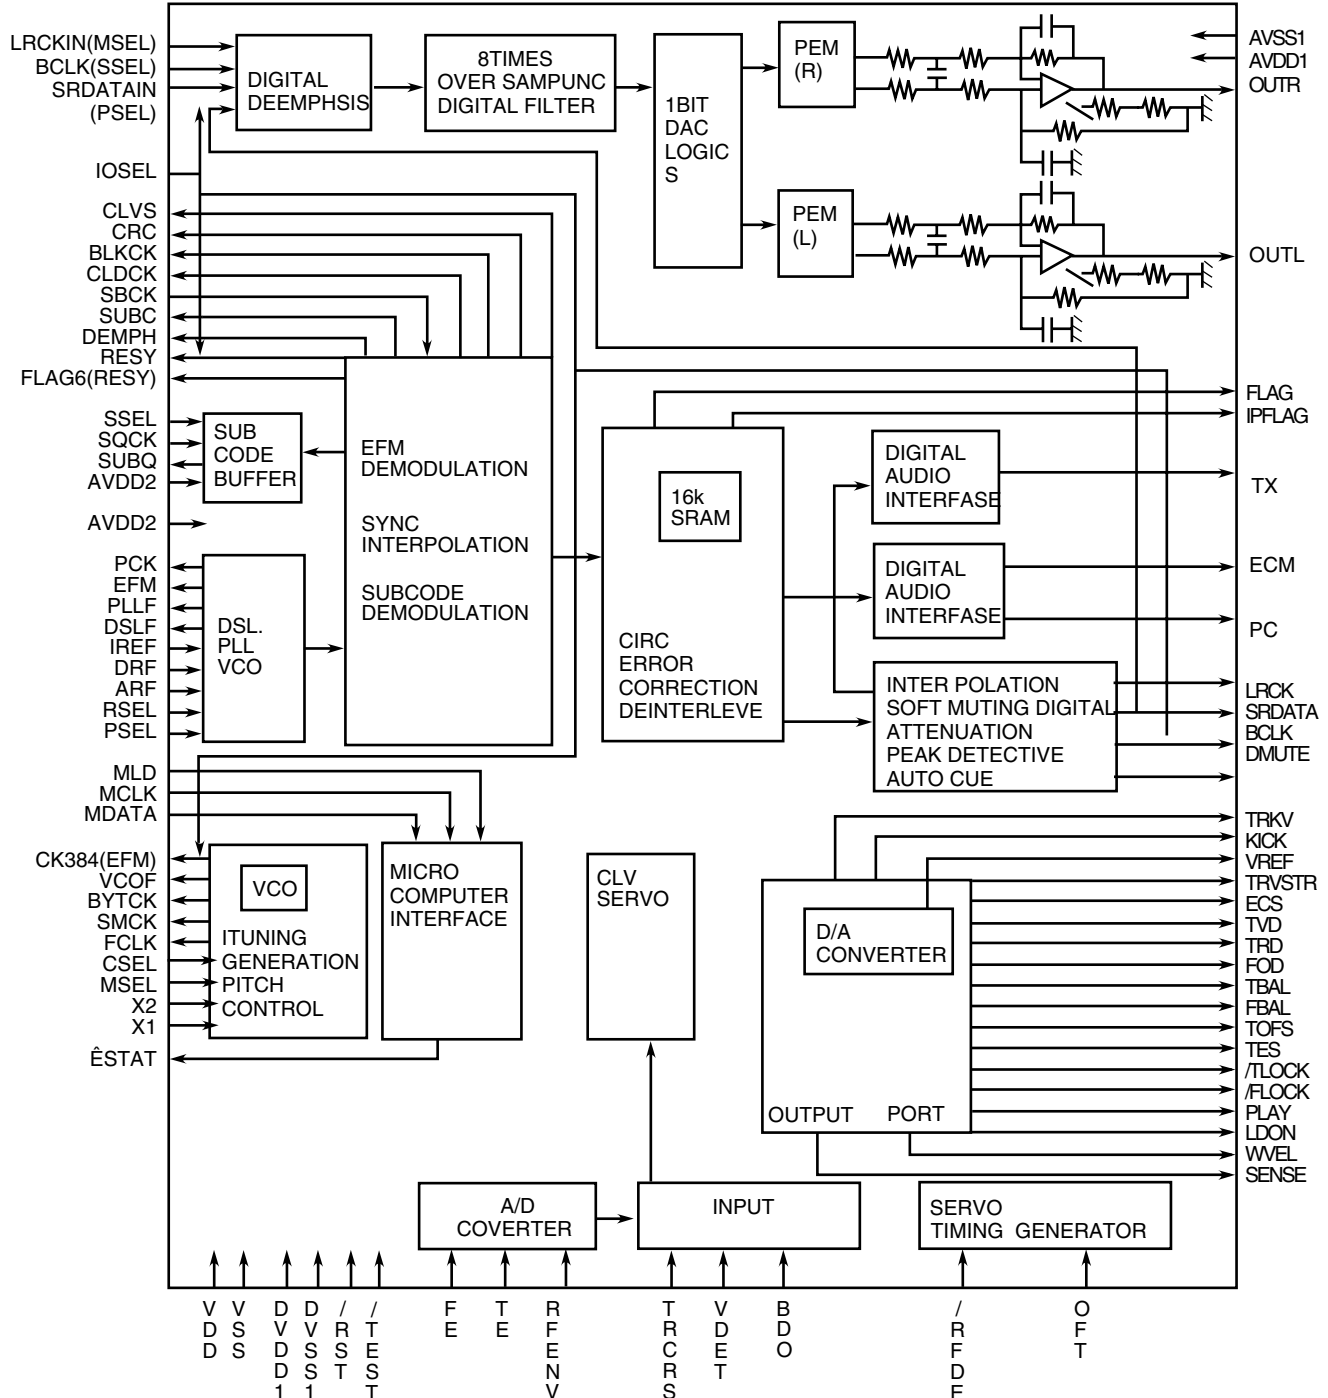 LRCKIN(MSEL)
BCLK(SSEL)
SRDATAIN
(PSEL)
IOSEL
CLVS
CRC
BLKCK
CLDCK
SBCK
SUBC
DEMPH
RESY
FLAG6(RESY)
SSEL
SQCK
SUBQ
AVDD2
AVDD2
PCK
EFM
PLLF
DSLF
IREF
DRF
ARF
RSEL
PSEL
MLD
MCLK
MDATA
CK384(EFM)
VCOF
BYTCK
SMCK
FCLK
CSEL
MSEL
X2
X1
ÊSTAT
DIGITAL
DEEMPHSIS
8TIMES
OVER SAMPUNC
DIGITAL FILTER
1BIT
DAC
LOGIC
S
PEM
(R)
PEM
(L)
SUB
CODE
BUFFER
EFM
DEMODULATION
SYNC
INTERPOLATION
SUBCODE
DEMODULATION
DSL.
PLL
VCO
16k
SRAM
CIRC
ERROR
CORRECTION
DEINTERLEVE
DIGITAL
AUDIO
INTERFASE
DIGITAL
AUDIO
INTERFASE
INTER POLATION
SOFT MUTING DIGITAL
ATTENUATION
PEAK DETECTIVE
AUTO CUE
VCO
ITUNING
GENERATION
PITCH
CONTROL
MICRO
COMPUTER
INTERFACE
CLV
SERVO
D/A
CONVERTER
OUTPUT PORT
A/D
COVERTER
INPUT
SERVO
TIMING GENERATOR
AVSS1
AVDD1
OUTR
OUTL
FLAG
IPFLAG
TX
ECM
PC
LRCK
SRDATA
BCLK
DMUTE
TRKV
KICK
VREF
TRVSTR
ECS
TVD
TRD
FOD
TBAL
FBAL
TOFS
TES
/TLOCK
/FLOCK
PLAY
LDON
WVEL
SENSE
VDD
VSS
DVDD1
DVSS1
/RST
/TEST
FE
TE
RFENV
TRCRS
VDET
BDO
/RFDE
OFT